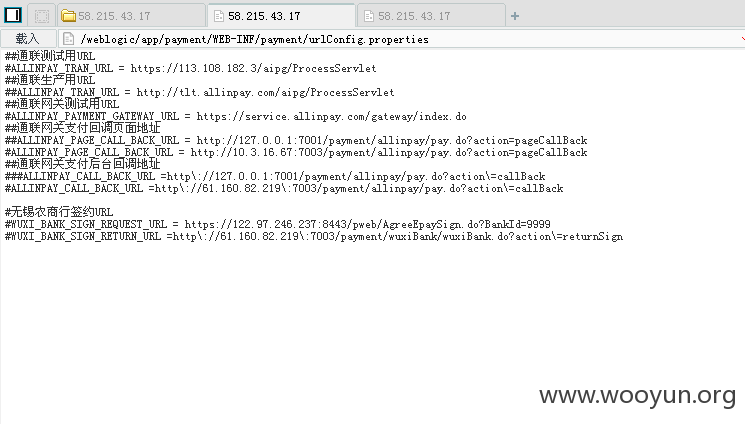 58.215.43.17 58.215.43.17 58.215.43.17 +
载入 /weblogic/app/payment/WEB-INF/payment/urlConfig.properties
##通联测试用URL
#ALLINPAY_TRAN_URL = https://113.108.182.3/aipg/ProcessServlet
##通联生产用URL
##ALLINPAY_TRAN_URL = http://tlt.allinpay.com/aipg/ProcessServlet
##通联网关测试用URL
#ALLINPAY_PAYMENT_GATEWAY_URL = https://service.allinpay.com/gateway/index.do
##通联网关支付回调页面地址
##ALLINPAY_PAGE_CALL_BACK_URL = http://127.0.0.1:7001/payment/allinpay/pay.do?action=pageCallBack
#ALLINPAY_PAGE_CALL_BACK_URL = http://10.3.16.67:7003/payment/allinpay/pay.do?action=pageCallBack
##通联网关支付后台回调地址
###ALLINPAY_CALL_BACK_URL =http\://127.0.0.1:7001/payment/allinpay/pay.do?action\=callBack
#ALLINPAY_CALL_BACK_URL =http\://61.160.82.219\:7003/payment/allinpay/pay.do?action\=callBack
#无锡农商行签约URL
#WUXI_BANK_SIGN_REQUEST_URL = https://122.97.246.237:8443/pweb/AgreeEpaySign.do?BankId=9999
#WUXI_BANK_SIGN_RETURN_URL =http\://61.160.82.219\:7003/payment/wuxiBank/wuxiBank.do?action\=returnSign
www.wooyun.org